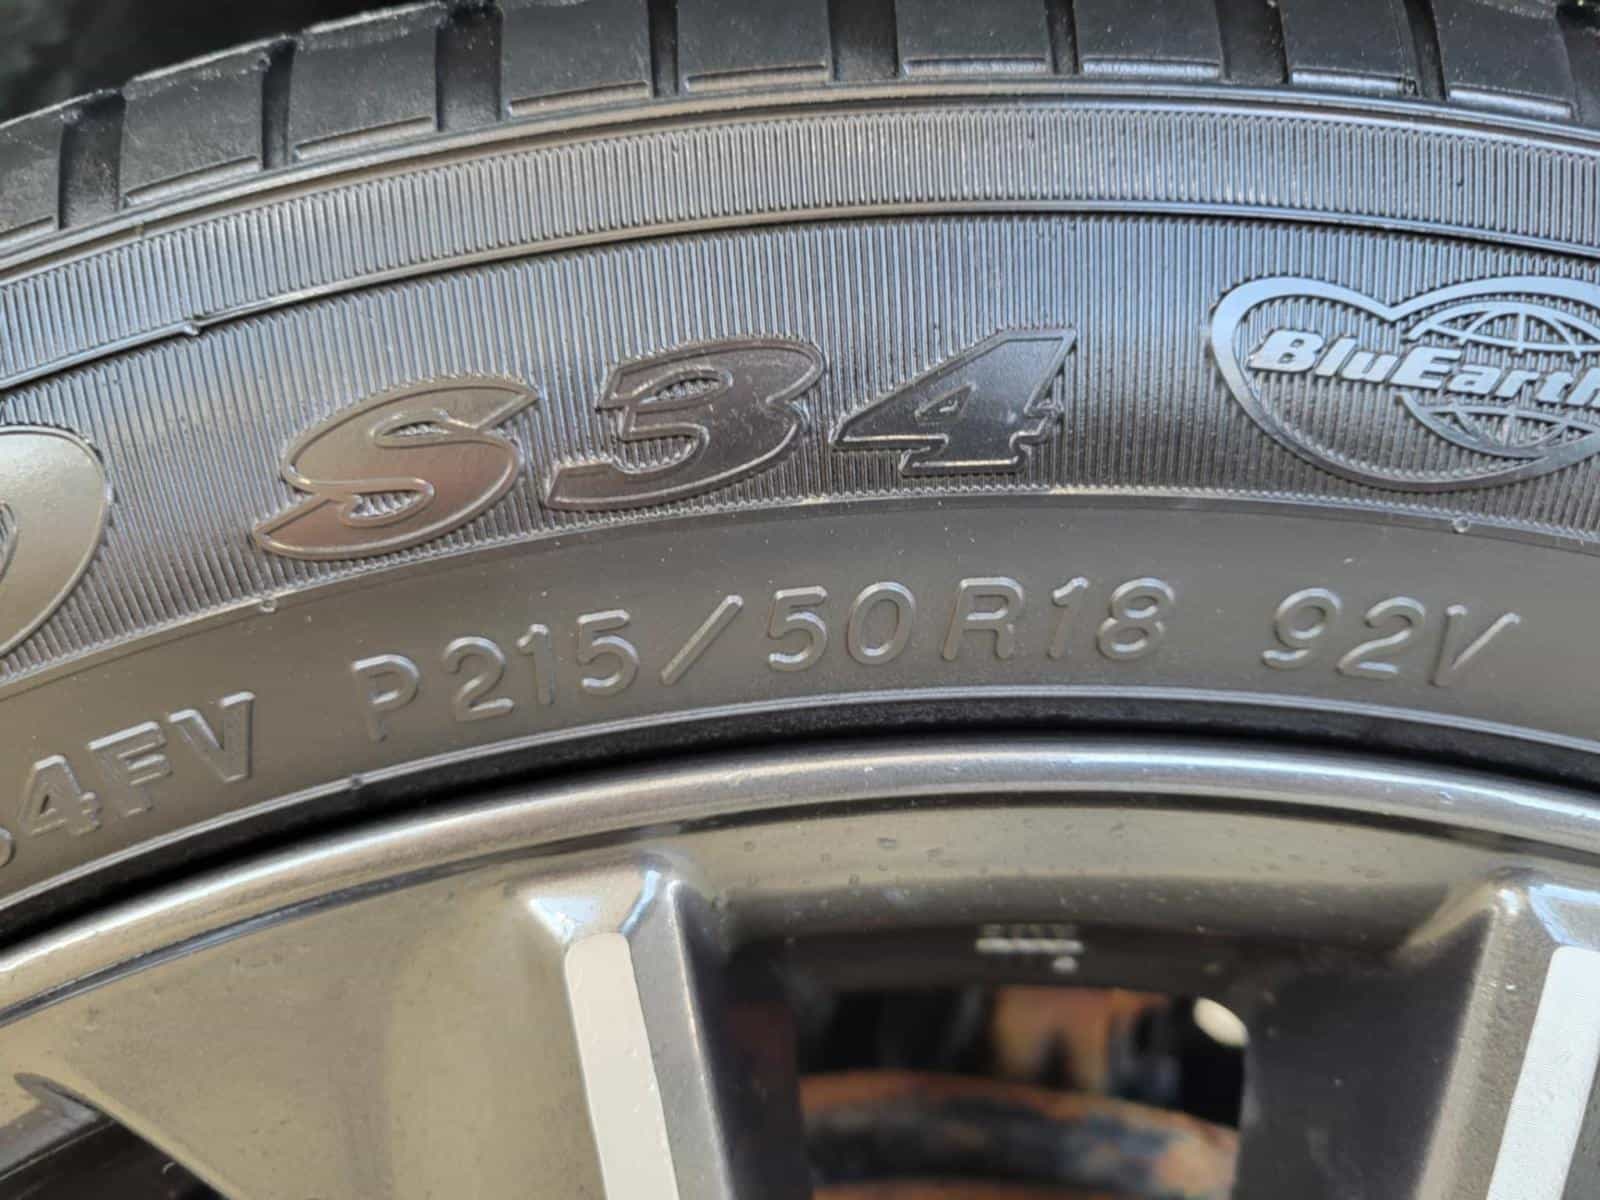 S34
BluEarth
4FV P215/50R18 92V